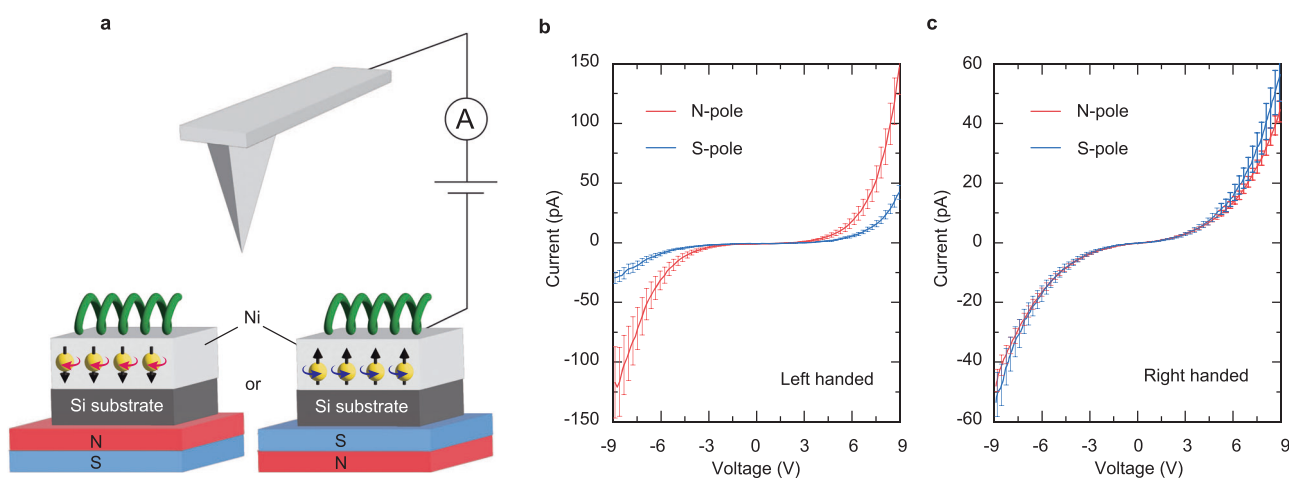 a
A
Ni
or
Si substrate
N
S
Si substrate
S
N
b
150
100
50
0
-50
-100
-150
-9
-6
-3
0
3
6
9
Current (pA)
Voltage (V)
N-pole
S-pole
Left handed
c
60
40
20
0
-20
-40
-60
-9
-6
-3
0
3
6
9
Current (pA)
Voltage (V)
N-pole
S-pole
Right handed